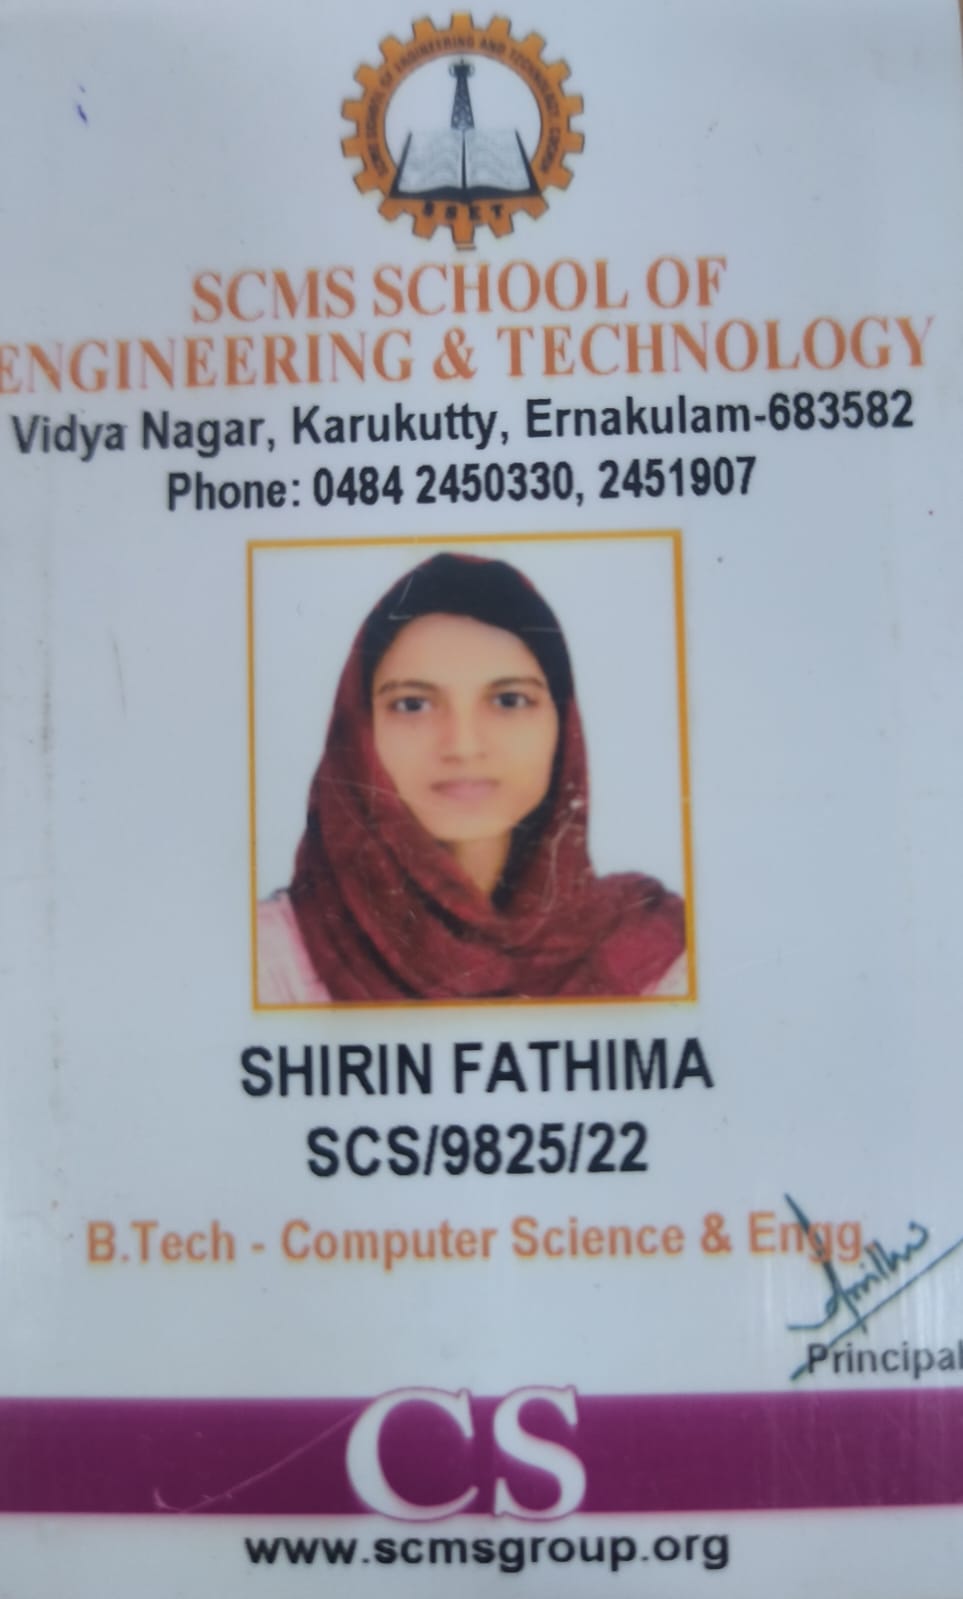 SCMS SCHOOL OF ENGINEERING AND TECHNOLOGY
SSET
SCMS SCHOOL OF
ENGINEERING & TECHNOLOGY
Vidya Nagar, Karukutty, Ernakulam-683582
Phone: 0484 2450330, 2451907
SHIRIN FATHIMA
SCS/9825/22
B.Tech - Computer Science & Engg.
Principal
CS
www.scmsgroup.org